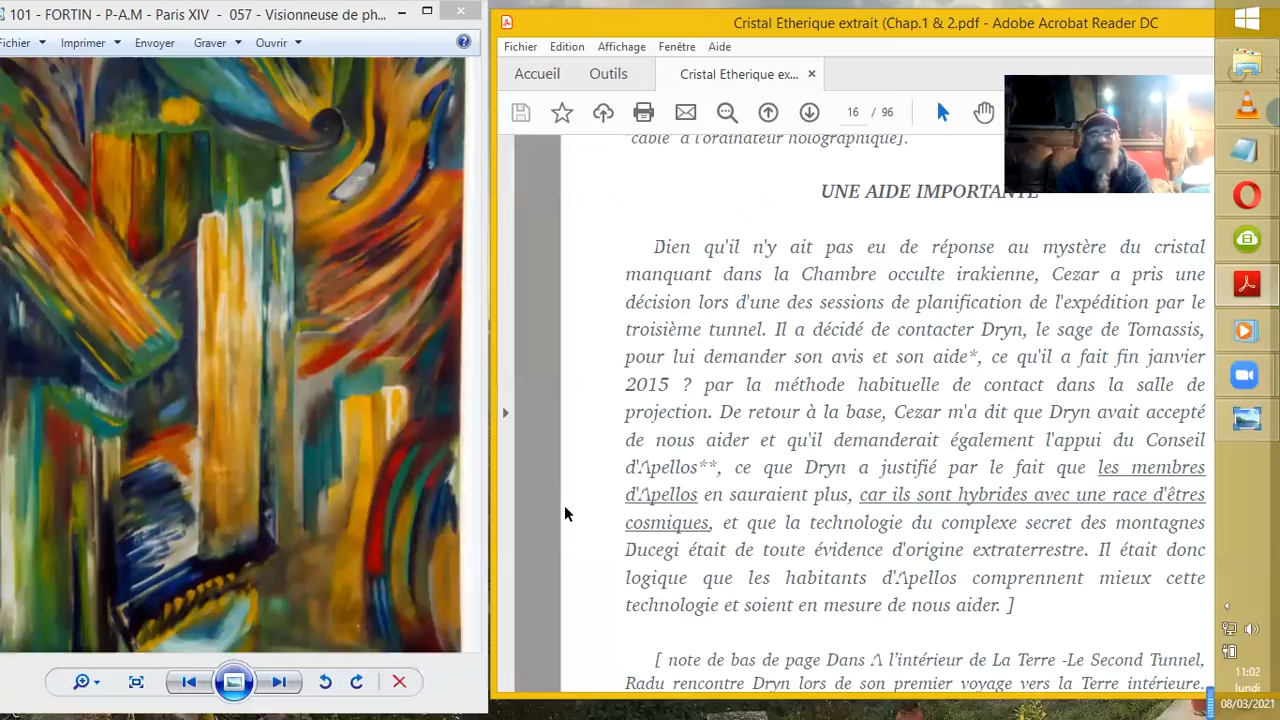 101 - FORTIN - P-A.M - Paris XIV - 057 - Visionneuse de ph...
Fichier
Imprimer
Envoyer
Graver
Ouvrir
Cristal Etherique extrait (Chap.1 & 2.pdf - Adobe Acrobat Reader DC
Fichier Edition Affichage Fenêtre Aide
Accueil Outils Cristal Etherique ex... ×
16 / 96
"câble" à l'ordinateur holographique].
UNE AIDE IMPORTANTE
Bien qu'il n'y ait pas eu de réponse au mystère du cristal
manquant dans la Chambre occulte irakienne, Cezar a pris une
décision lors d'une des sessions de planification de l'expédition par le
troisième tunnel. Il a décidé de contacter Dryn, le sage de Tomassis,
pour lui demander son avis et son aide*, ce qu'il a fait fin janvier
2015 ? par la méthode habituelle de contact dans la salle de
projection. De retour à la base, Cezar m'a dit que Dryn avait accepté
de nous aider et qu'il demanderait également l'appui du Conseil
d'Apellos**, ce que Dryn a justifié par le fait que les membres
d'Apellos en sauraient plus, car ils sont hybrides avec une race d'êtres
cosmiques, et que la technologie du complexe secret des montagnes
Bucegi était de toute évidence d'origine extraterrestre. Il était donc
logique que les habitants d'Apellos comprennent mieux cette
technologie et soient en mesure de nous aider. ]
[ note de bas de page Dans A l'intérieur de La Terre -Le Second Tunnel,
Radu rencontre Dryn lors de son premier voyage vers la Terre intérieure.
11:02
lundi
08/03/2021